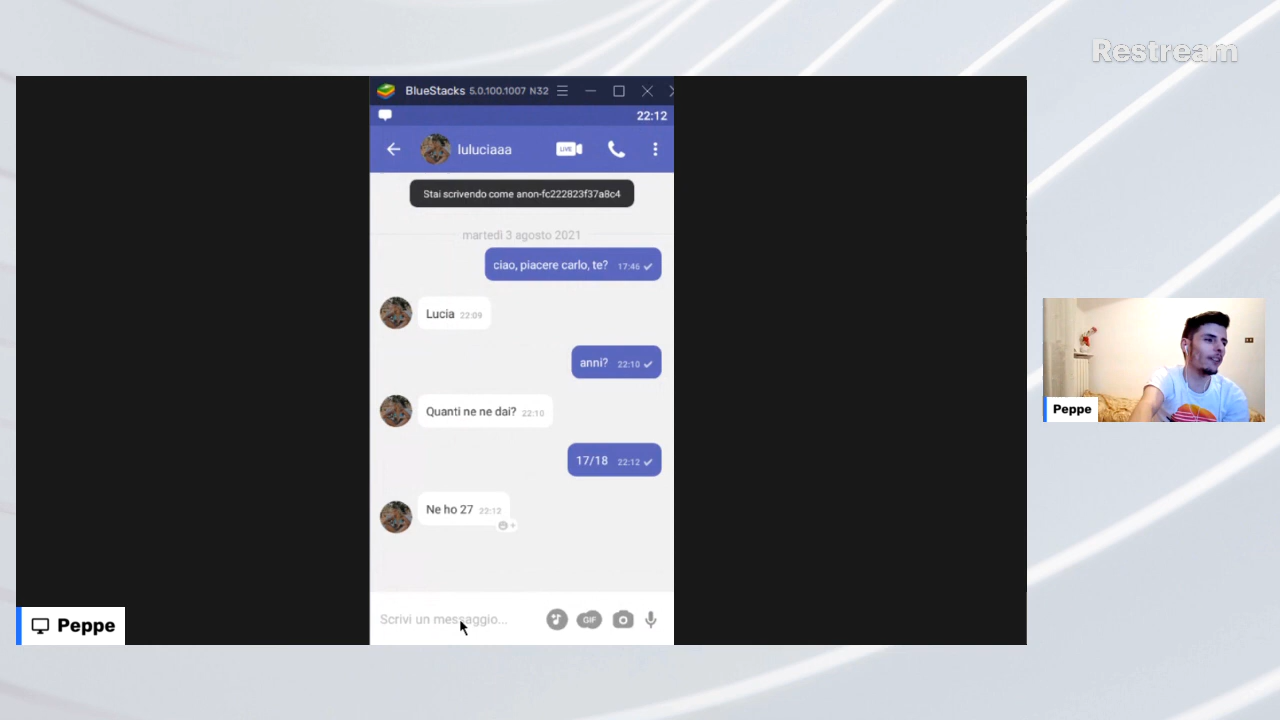 Restream
BlueStacks 5.0.100.1007 N32
22:12
luluciaaa
LIVE
Stai scrivendo come anon-fc222823f37a8c4
martedì 3 agosto 2021
ciao, piacere carlo, te? 17:46
Lucia 22:09
anni? 22:10
Quanti ne ne dai? 22:10
17/18 22:12
Ne ho 27 22:12
Scrivi un messaggio...
GIF
Peppe
Peppe